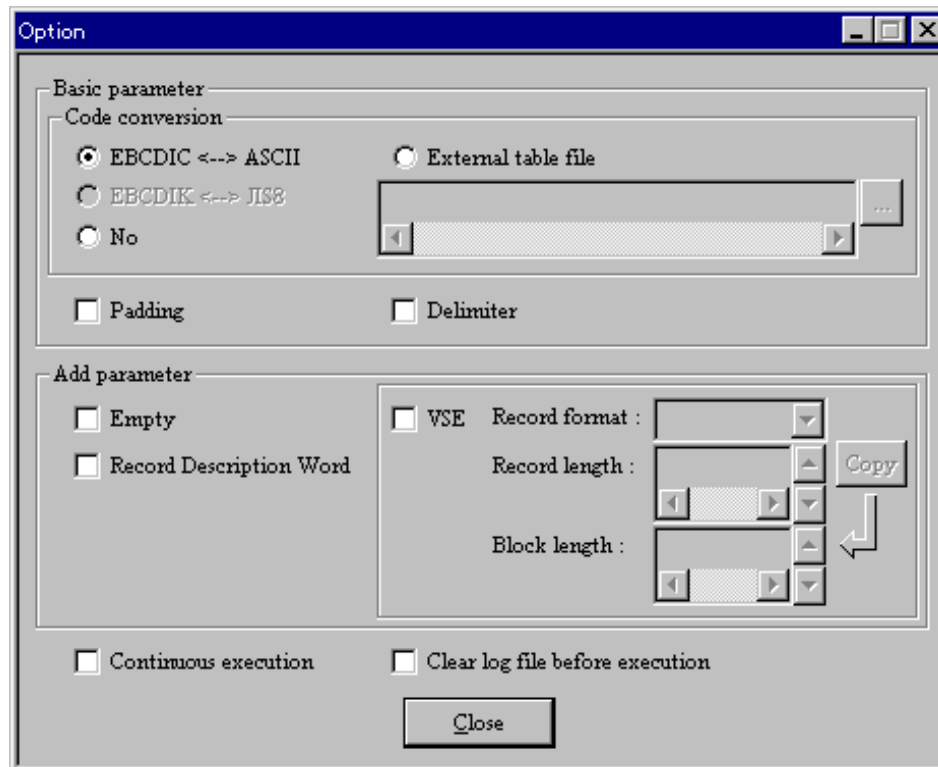 Option
Basic parameter
Code conversion
EBCDIC <--> ASCII
External table file
EBCDIK <--> JIS8
...
No
Padding
Delimiter
Add parameter
Empty
VSE
Record format :
Record Description Word
Record length :
Copy
Block length :
Continuous execution
Clear log file before execution
Close